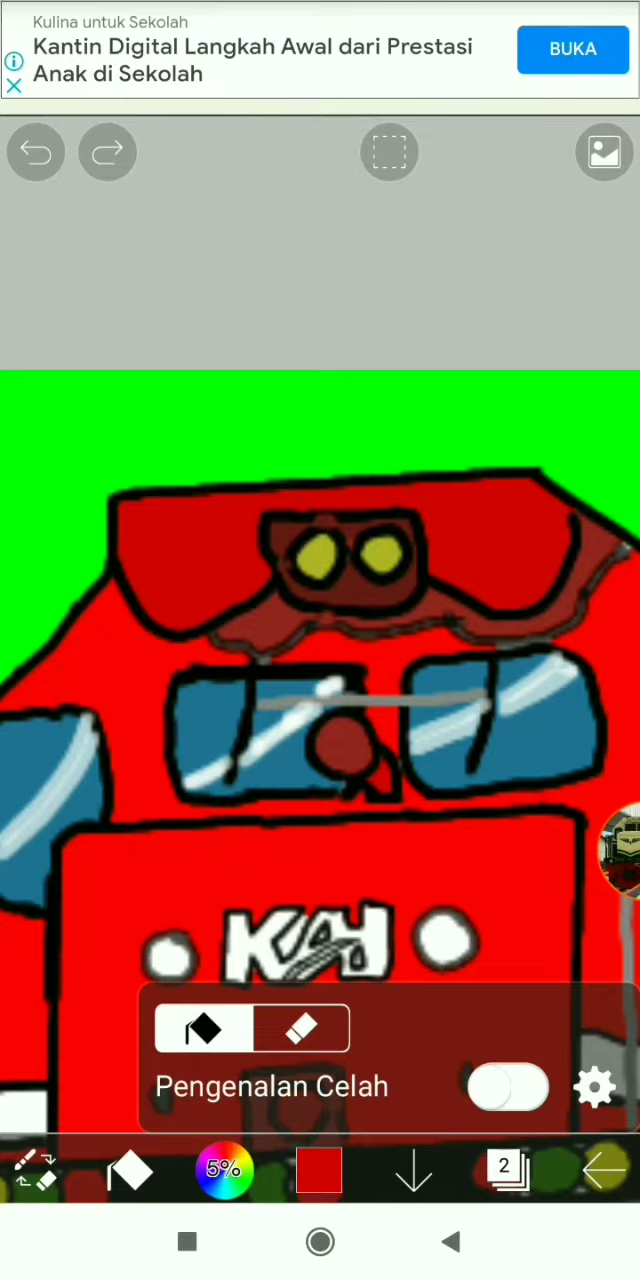 Kulina untuk Sekolah
Kantin Digital Langkah Awal dari Prestasi
Anak di Sekolah
BUKA
KAI
Pengenalan Celah
5%
2